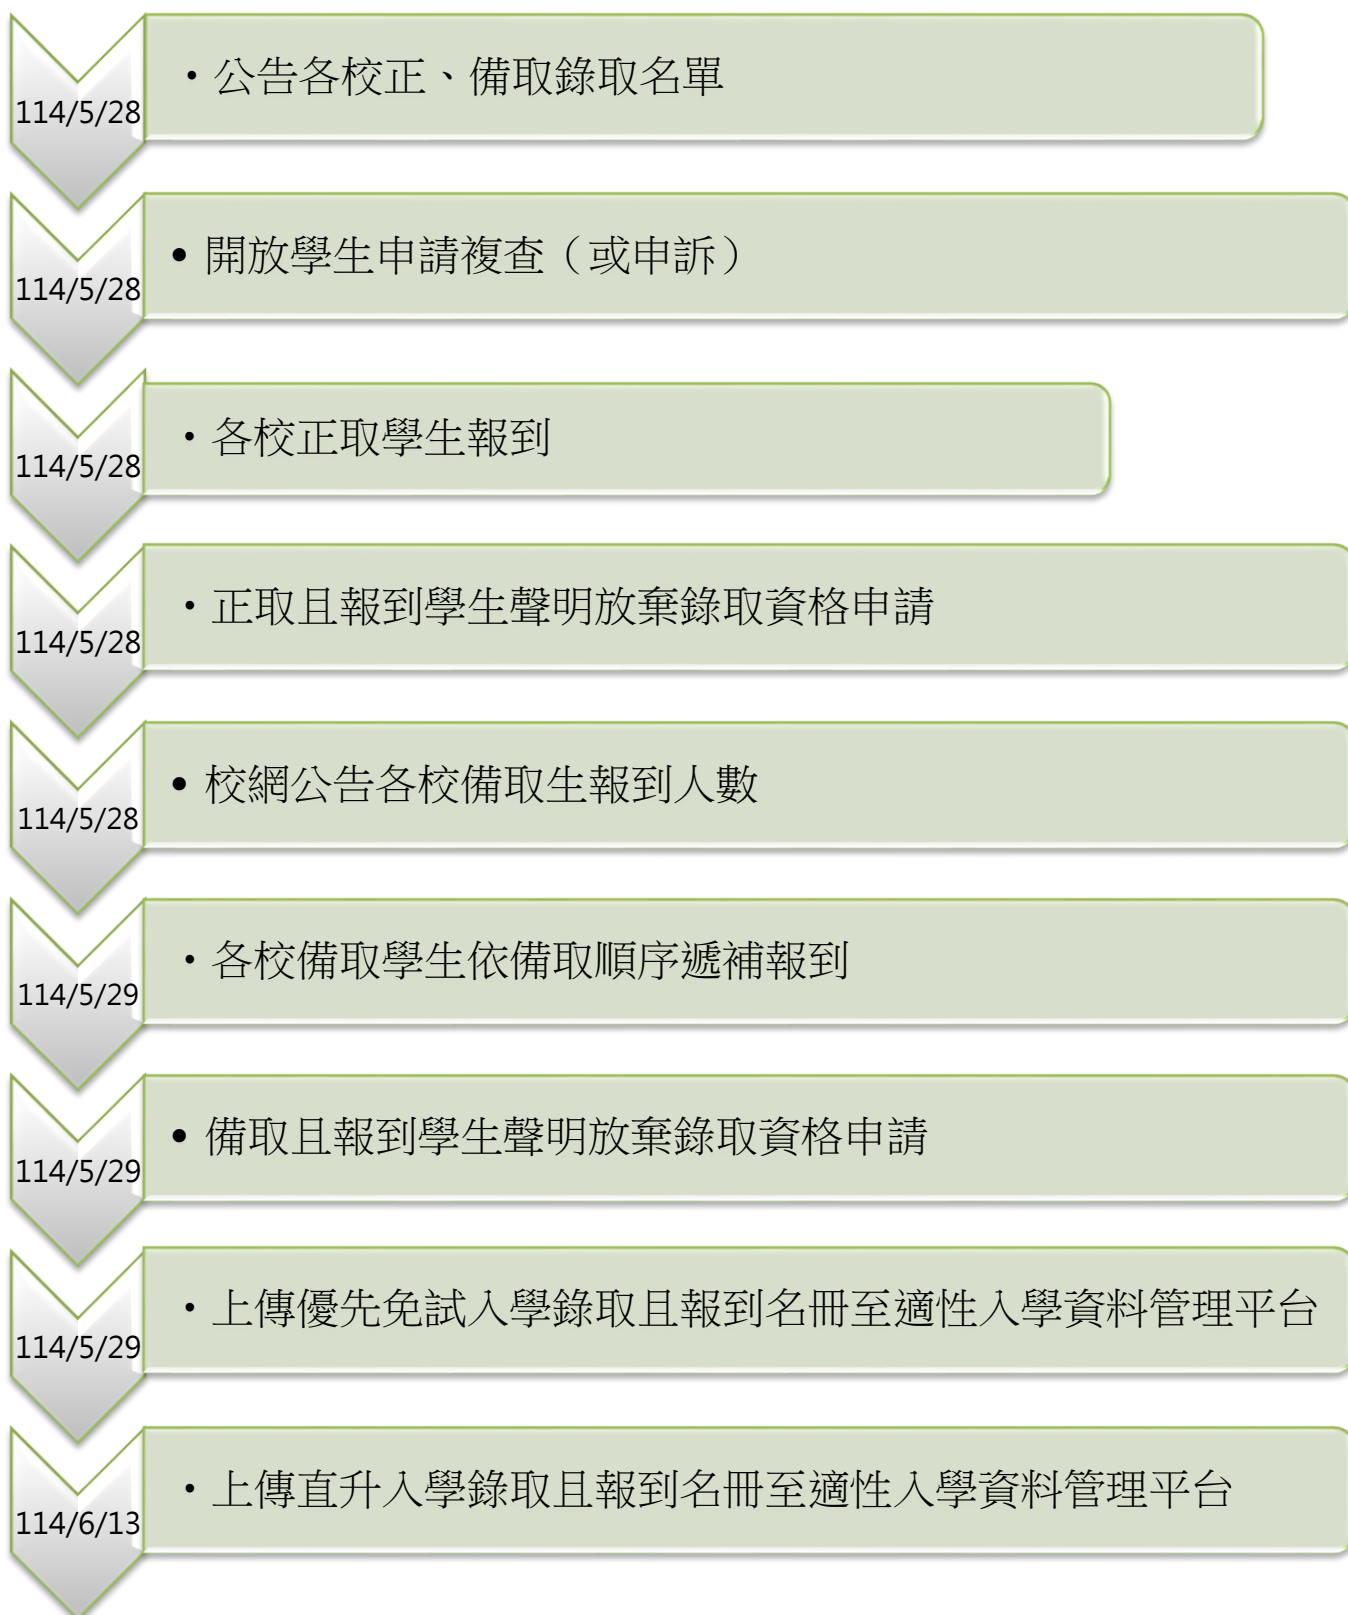 114/5/28
・公告各校正、備取錄取名單
114/5/28
• 開放學生申請複查（或申訴）
114/5/28
・各校正取學生報到
114/5/28
・正取且報到學生聲明放棄錄取資格申請
114/5/28
• 校網公告各校備取生報到人數
114/5/29
・各校備取學生依備取順序遞補報到
114/5/29
• 備取且報到學生聲明放棄錄取資格申請
114/5/29
・上傳優先免試入學錄取且報到名冊至適性入學資料管理平台
114/6/13
・上傳直升入學錄取且報到名冊至適性入學資料管理平台